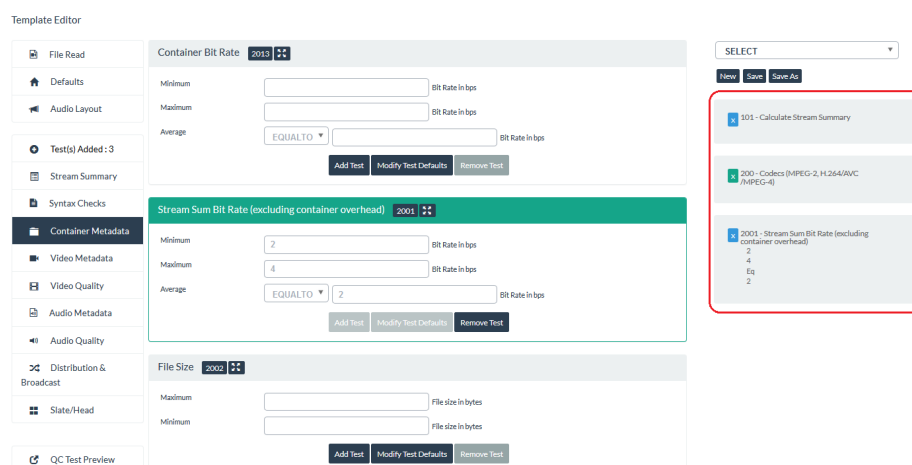 Template Editor
File Read
Defaults
Audio Layout
Test(s) Added : 3
Stream Summary
Syntax Checks
Container Metadata
Video Metadata
Video Quality
Audio Metadata
Audio Quality
Distribution &
Broadcast
Slate/Head
QC Test Preview
Container Bit Rate 2013
Minimum Bit Rate in bps
Maximum Bit Rate in bps
Average EQUALTO Bit Rate in bps
Add Test Modify Test Defaults Remove Test
Stream Sum Bit Rate (excluding container overhead) 2001
Minimum 2 Bit Rate in bps
Maximum 4 Bit Rate in bps
Average EQUALTO 2 Bit Rate in bps
Add Test Modify Test Defaults Remove Test
File Size 2002
Maximum File size in bytes
Minimum File size in bytes
Add Test Modify Test Defaults Remove Test
SELECT
New Save Save As
x 101 - Calculate Stream Summary
x 200 - Codecs (MPEG-2, H.264/AVC
/MPEG-4)
x 2001 - Stream Sum Bit Rate (excluding
container overhead)
2
4
Eq
2